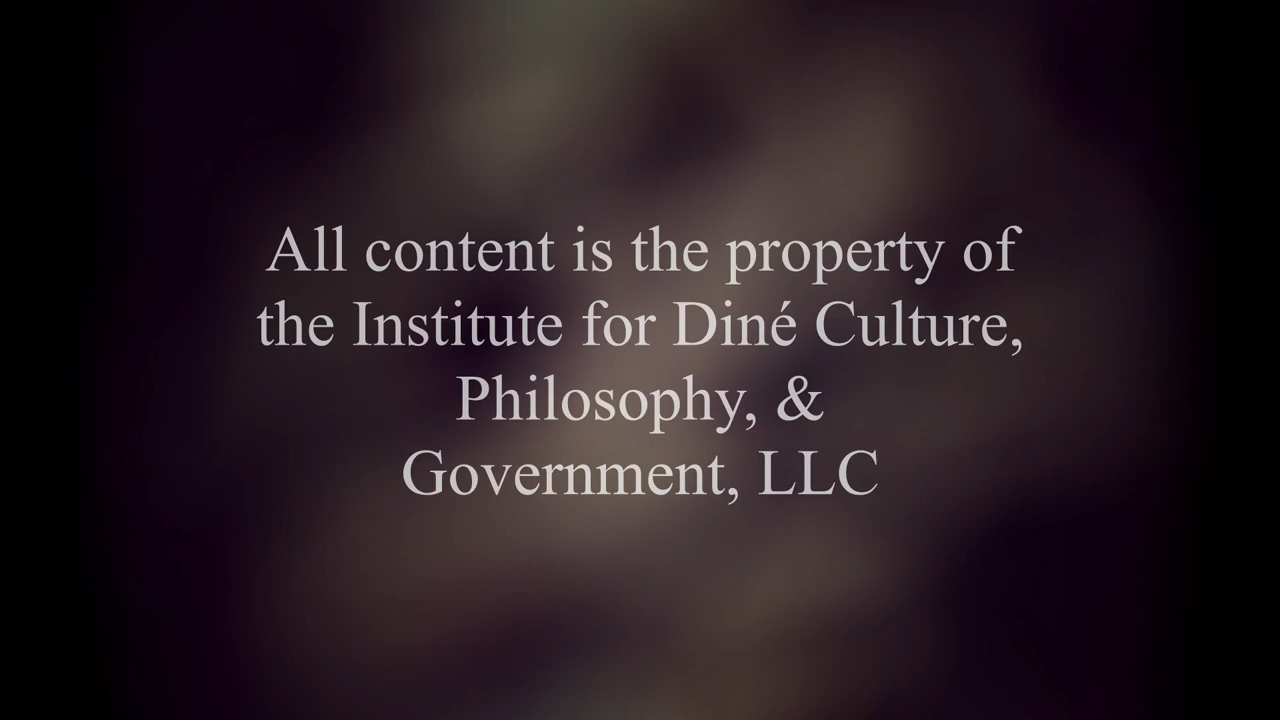 All content is the property of
the Institute for Diné Culture,
Philosophy, &
Government, LLC